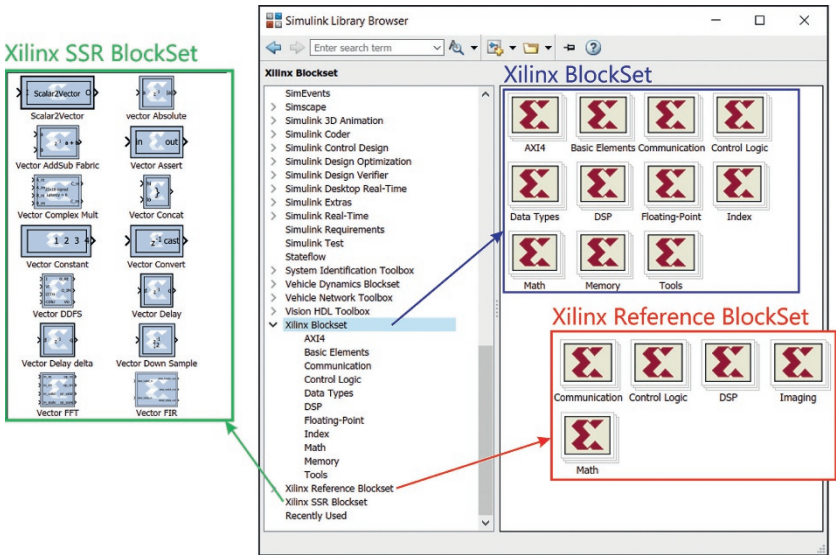 Xilinx SSR BlockSet
Scalar2Vector
Scalar2Vector
vector Absolute
Vector AddSub Fabric
in out
Vector Assert
Vector Complex Mult
Vector Concat
1 2 3 4
Vector Constant
cast
Vector Convert
Vector DDFS
Vector Delay
Vector Delay delta
Vector Down Sample
Vector FFT
Vector FIR
Simulink Library Browser
Enter search term
Xilinx Blockset
SimEvents
Simscape
Simulink 3D Animation
Simulink Coder
Simulink Control Design
Simulink Design Optimization
Simulink Design Verifier
Simulink Desktop Real-Time
Simulink Extras
Simulink Real-Time
Simulink Requirements
Simulink Test
Stateflow
System Identification Toolbox
Vehicle Dynamics Blockset
Vehicle Network Toolbox
Vision HDL Toolbox
Xilinx Blockset
AXI4
Basic Elements
Communication
Control Logic
Data Types
DSP
Floating-Point
Index
Math
Memory
Tools
Xilinx Reference Blockset
Xilinx SSR Blockset
Recently Used
Xilinx BlockSet
AXI4 Basic Elements Communication Control Logic
Data Types DSP Floating-Point Index
Math Memory Tools
Xilinx Reference BlockSet
Communication Control Logic DSP Imaging
Math